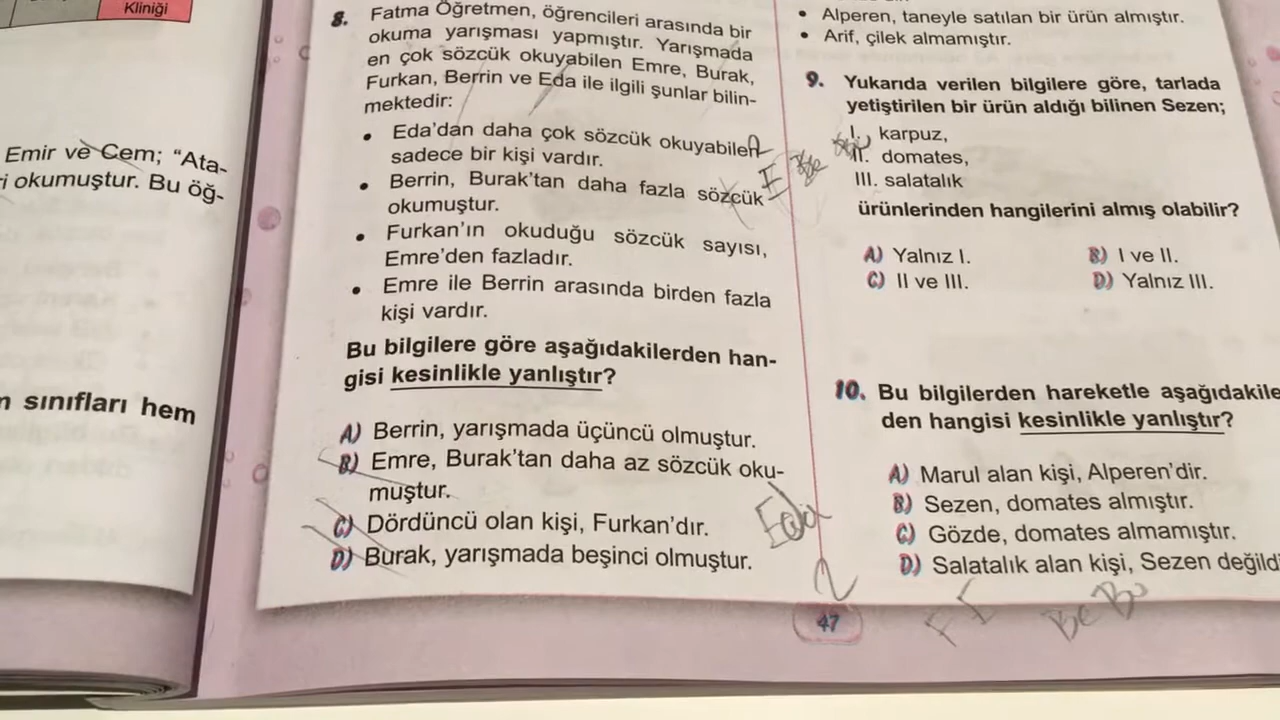 Kliniği
Emir ve Cem; “Ata-
i okumuştur. Bu öğ-
sınıfları hem
8. Fatma Öğretmen, öğrencileri arasında bir
okuma yarışması yapmıştır. Yarışmada
en çok sözcük okuyabilen Emre, Burak,
Furkan, Berrin ve Eda ile ilgili şunlar bilin-
mektedir:
• Eda’dan daha çok sözcük okuyabilen
sadece bir kişi vardır.
• Berrin, Burak’tan daha fazla sözcük
okumuştur.
• Furkan’ın okuduğu sözcük sayısı,
Emre’den fazladır.
• Emre ile Berrin arasında birden fazla
kişi vardır.
Bu bilgilere göre aşağıdakilerden han-
gisi kesinlikle yanlıştır?
A) Berrin, yarışmada üçüncü olmuştur.
B) Emre, Burak’tan daha az sözcük oku-
muştur.
C) Dördüncü olan kişi, Furkan’dır.
D) Burak, yarışmada beşinci olmuştur.
Eda
• Alperen, taneyle satılan bir ürün almıştır.
• Arif, çilek almamıştır.
9. Yukarıda verilen bilgilere göre, tarlada
yetiştirilen bir ürün aldığı bilinen Sezen;
I. karpuz,
II. domates,
III. salatalık
ürünlerinden hangilerini almış olabilir?
A) Yalnız I.
B) I ve II.
C) II ve III.
D) Yalnız III.
10. Bu bilgilerden hareketle aşağıdakile
den hangisi kesinlikle yanlıştır?
A) Marul alan kişi, Alperen’dir.
B) Sezen, domates almıştır.
C) Gözde, domates almamıştır.
D) Salatalık alan kişi, Sezen değild
47
Be Bu